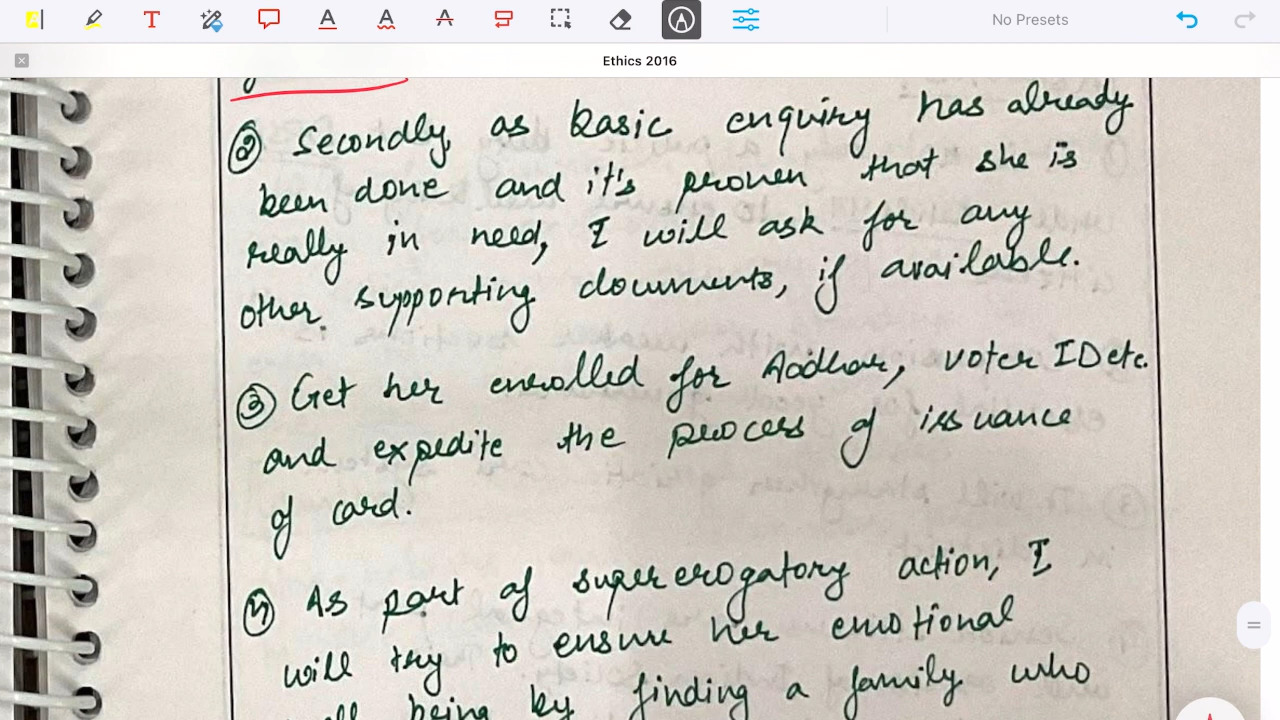 No Presets
Ethics 2016
② Secondly, as basic enquiry has already
been done and it's proven that she is
really in need, I will ask for any
other supporting documents, if available.
③ Get her enrolled for Aadhar, voter ID etc.
and expedite the process of issuance
of card.
④ As part of supererogatory action, I
will try to ensure her emotional
well being by finding a family who